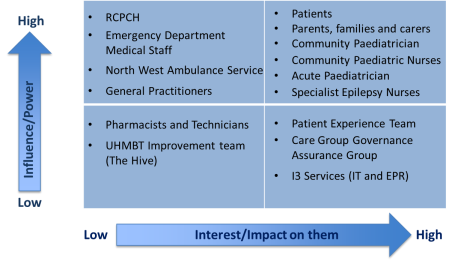 High
Influence/Power
Low
• RCPCH
• Emergency Department
Medical Staff
• North West Ambulance Service
• General Practitioners
• Patients
• Parents, families and carers
• Community Paediatrician
• Community Paediatric Nurses
• Acute Paediatrician
• Specialist Epilepsy Nurses
• Pharmacists and Technicians
• UHMBT Improvement team
(The Hive)
• Patient Experience Team
• Care Group Governance
Assurance Group
• I3 Services (IT and EPR)
Low
Interest/Impact on them
High